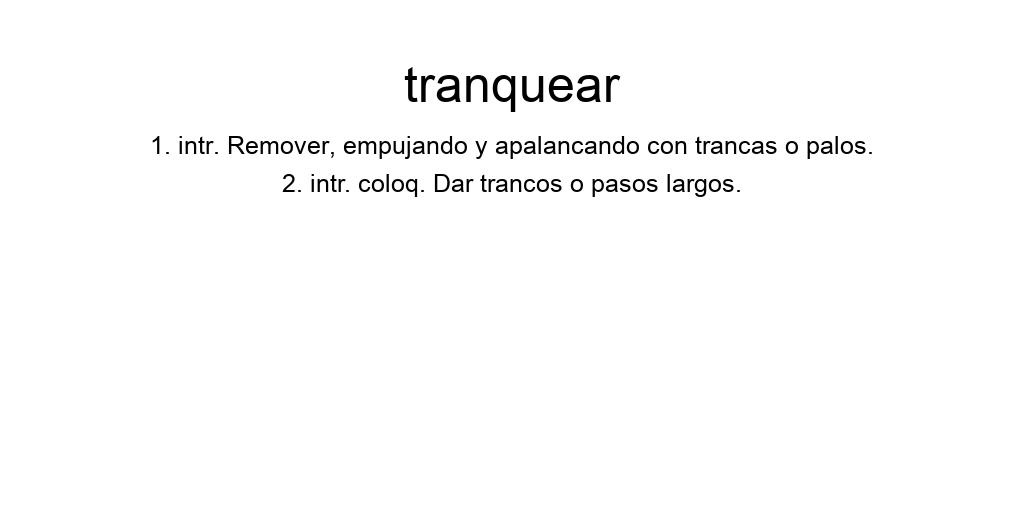 tranquear
1. intr. Remover, empujando y apalancando con trancas o palos.
2. intr. coloq. Dar trancos o pasos largos.